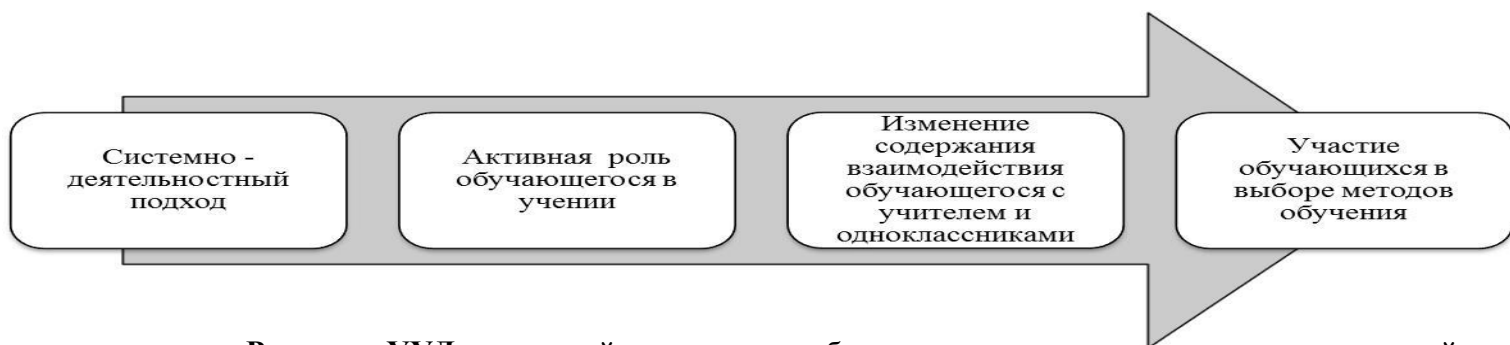 Системно -
деятельностный
подход
Активная роль
обучающегося в
учении
Изменение
содержания
взаимодействия
обучающегося с
учителем и
одноклассниками
Участие
обучающихся в
выборе методов
обучения